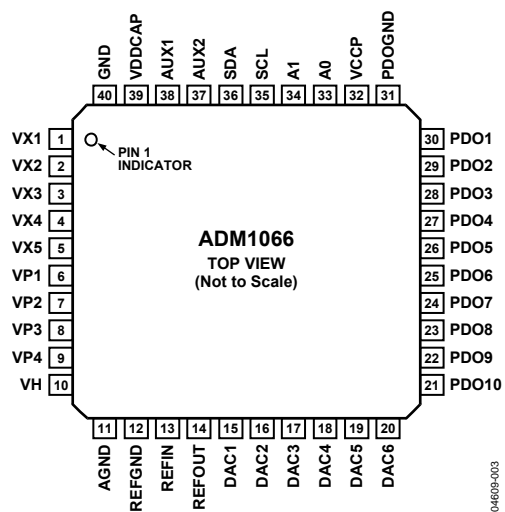 GND
VDDCAP
AUX1
AUX2
SDA
SCL
A1
A0
VCCP
PDOGND
40 39 38 37 36 35 34 33 32 31
VX1 1
VX2 2
VX3 3
VX4 4
VX5 5
VP1 6
VP2 7
VP3 8
VP4 9
VH 10
PIN 1
INDICATOR
ADM1066
TOP VIEW
(Not to Scale)
30 PDO1
29 PDO2
28 PDO3
27 PDO4
26 PDO5
25 PDO6
24 PDO7
23 PDO8
22 PDO9
21 PDO10
11 12 13 14 15 16 17 18 19 20
AGND
REFGND
REFIN
REFOUT
DAC1
DAC2
DAC3
DAC4
DAC5
DAC6
04609-003